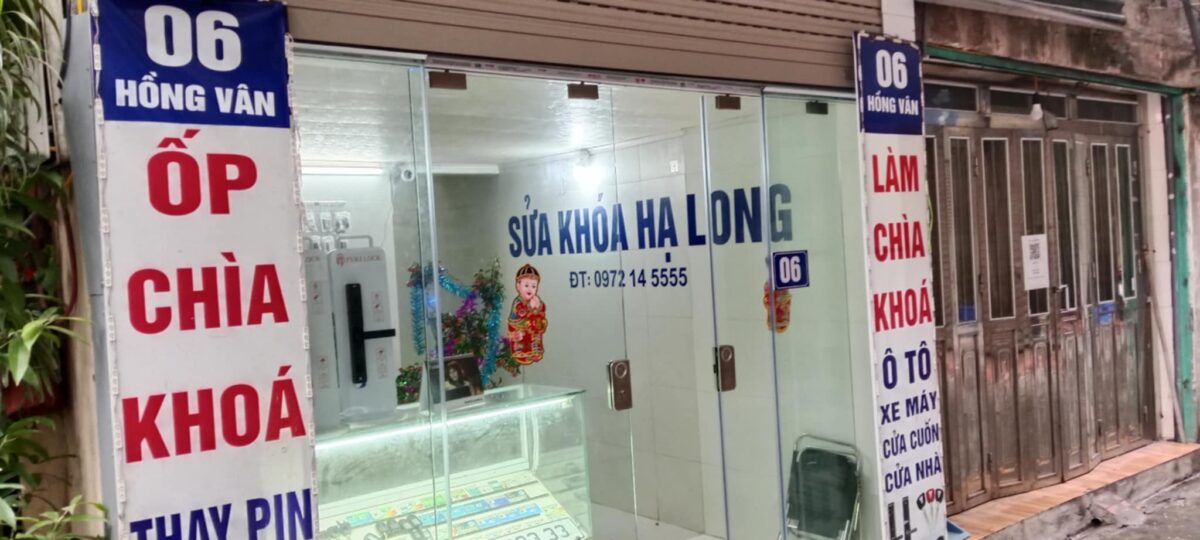 06
HỒNG VÂN
ỐP
CHÌA
KHOÁ
THAY PIN
SỬA KHÓA HẠ LONG
ĐT: 0972 14 5555
06
06
HỒNG VÂN
LÀM
CHÌA
KHOÁ
Ô TÔ
XE MÁY
CỬA CUỐN
CỬA NHÀ